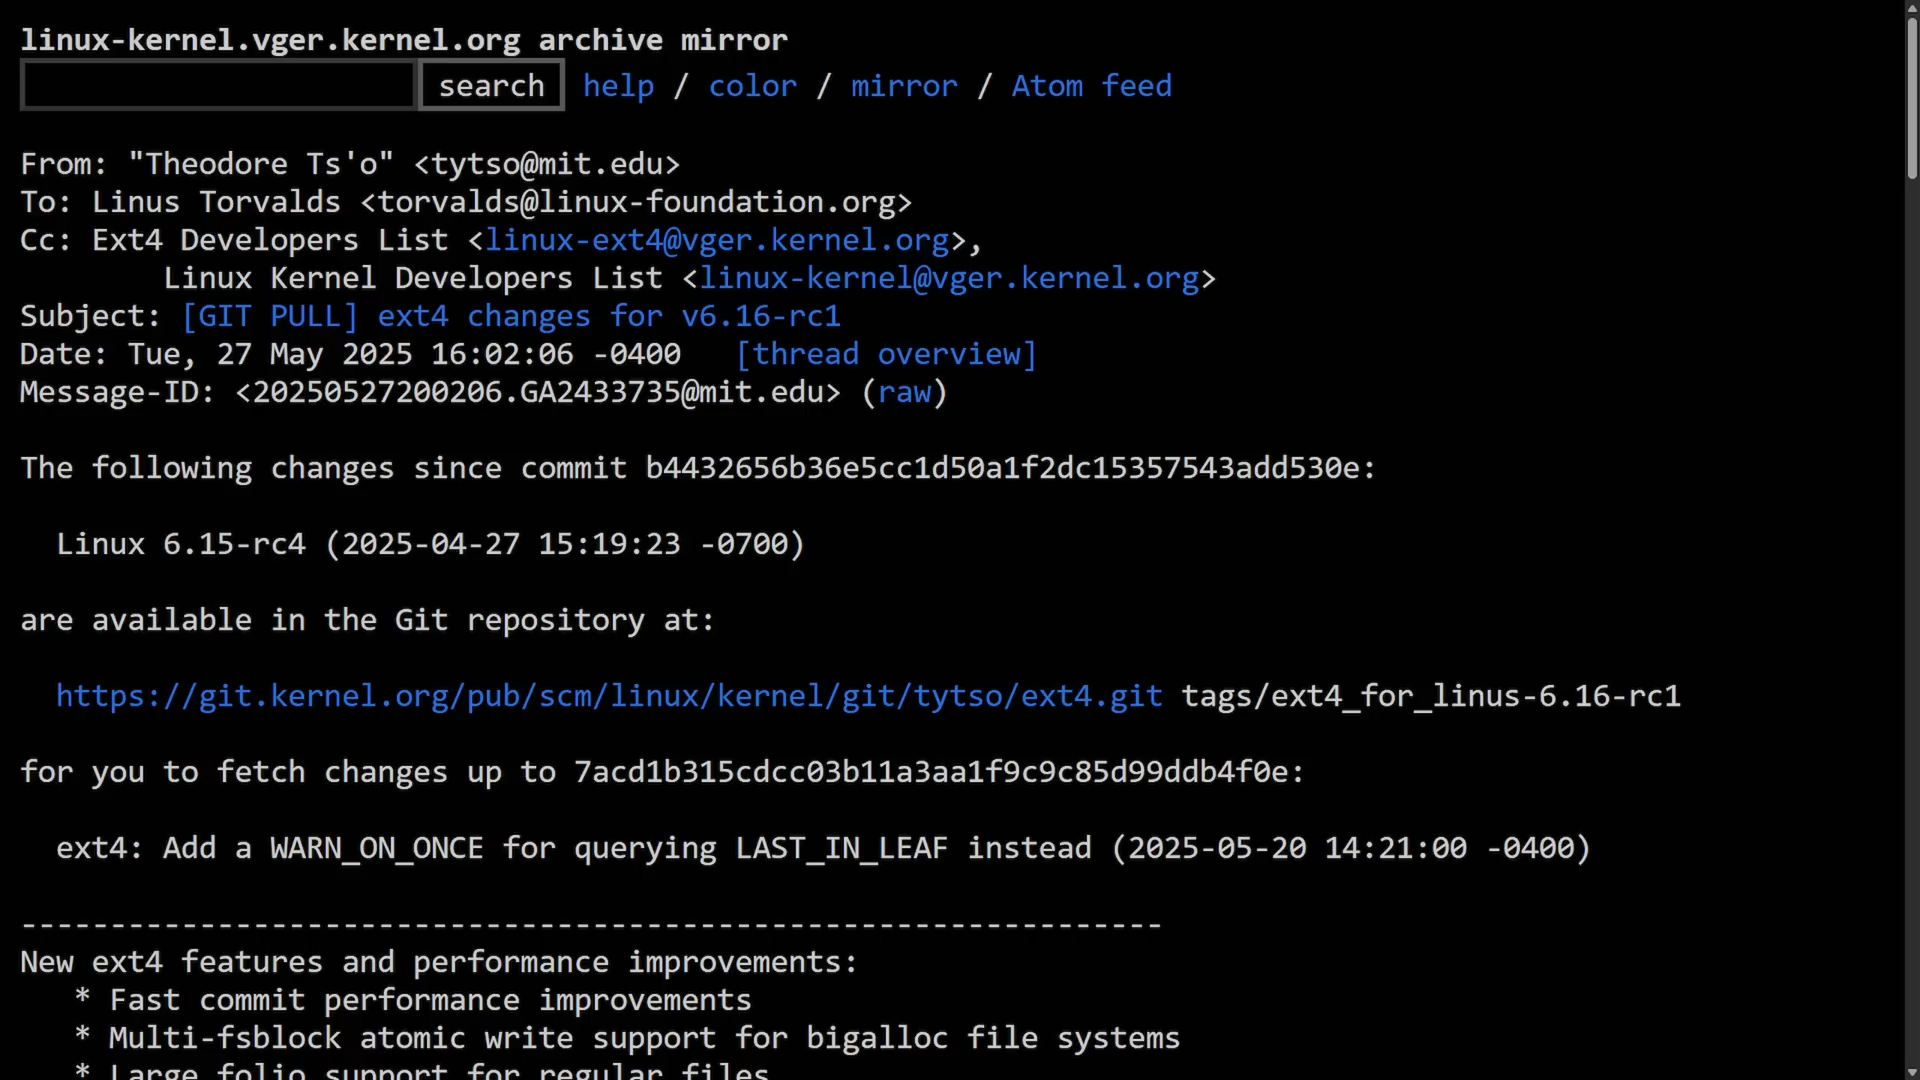 linux-kernel.vger.kernel.org archive mirror
search help / color / mirror / Atom feed
From: "Theodore Ts'o" <tytso@mit.edu>
To: Linus Torvalds <torvalds@linux-foundation.org>
Cc: Ext4 Developers List <linux-ext4@vger.kernel.org>,
Linux Kernel Developers List <linux-kernel@vger.kernel.org>
Subject: [GIT PULL] ext4 changes for v6.16-rc1
Date: Tue, 27 May 2025 16:02:06 -0400 [thread overview]
Message-ID: <20250527200206.GA2433735@mit.edu> (raw)
The following changes since commit b4432656b36e5cc1d50a1f2dc15357543add530e:
Linux 6.15-rc4 (2025-04-27 15:19:23 -0700)
are available in the Git repository at:
https://git.kernel.org/pub/scm/linux/kernel/git/tytso/ext4.git tags/ext4_for_linus-6.16-rc1
for you to fetch changes up to 7acd1b315cdcc03b11a3aa1f9c9c85d99ddb4f0e:
ext4: Add a WARN_ON_ONCE for querying LAST_IN_LEAF instead (2025-05-20 14:21:00 -0400)
----------------------------------------------------------------
New ext4 features and performance improvements:
* Fast commit performance improvements
* Multi-fsblock atomic write support for bigalloc file systems
* Large folio support for regular files